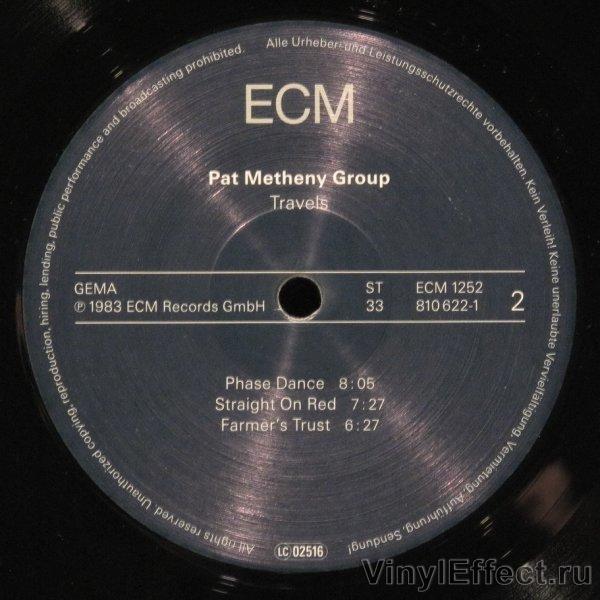 ECM
Pat Metheny Group
Travels
GEMA
℗ 1983 ECM Records GmbH
ST
33
ECM 1252
810 622-1
2
Phase Dance 8:05
Straight On Red 7:27
Farmer's Trust 6:27
LC 02516
Alle Urheber- und Leistungsschutzrechte vorbehalten. Kein Verleih! Keine unerlaubte Vervielfältigung, Vermietung, Aufführung, Sendung!
All rights reserved. Unauthorized copying, reproduction, hiring, lending, public performance and broadcasting prohibited.
VinylEffect.ru